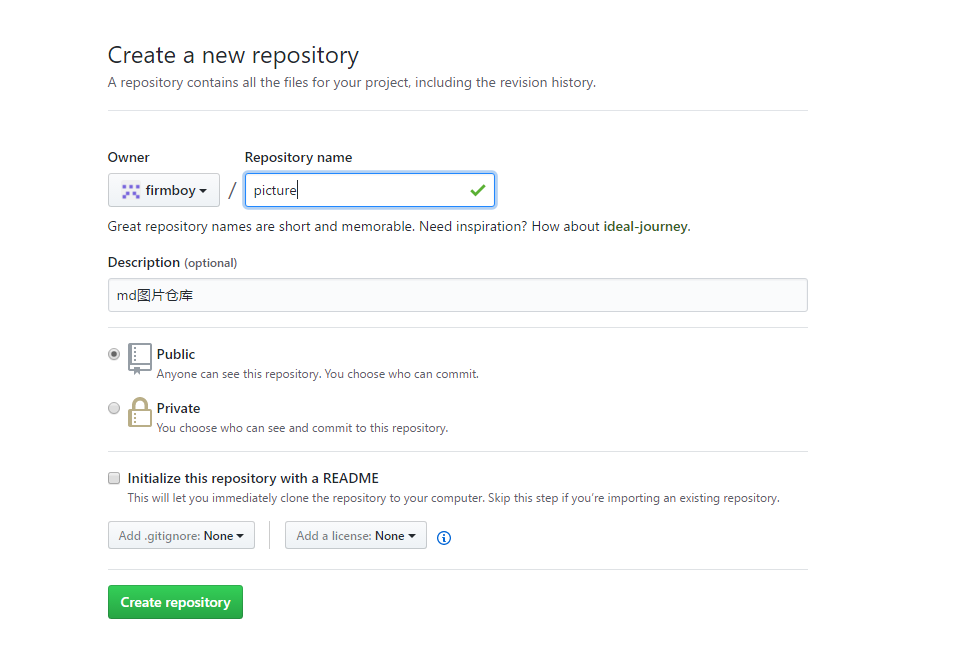 Create a new repository
A repository contains all the files for your project, including the revision history.
Owner
Repository name
firmboy
/
picture
Great repository names are short and memorable. Need inspiration? How about ideal-journey.
Description (optional)
md图片仓库
Public
Anyone can see this repository. You choose who can commit.
Private
You choose who can see and commit to this repository.
Initialize this repository with a README
This will let you immediately clone the repository to your computer. Skip this step if you’re importing an existing repository.
Add .gitignore: None
Add a license: None
Create repository